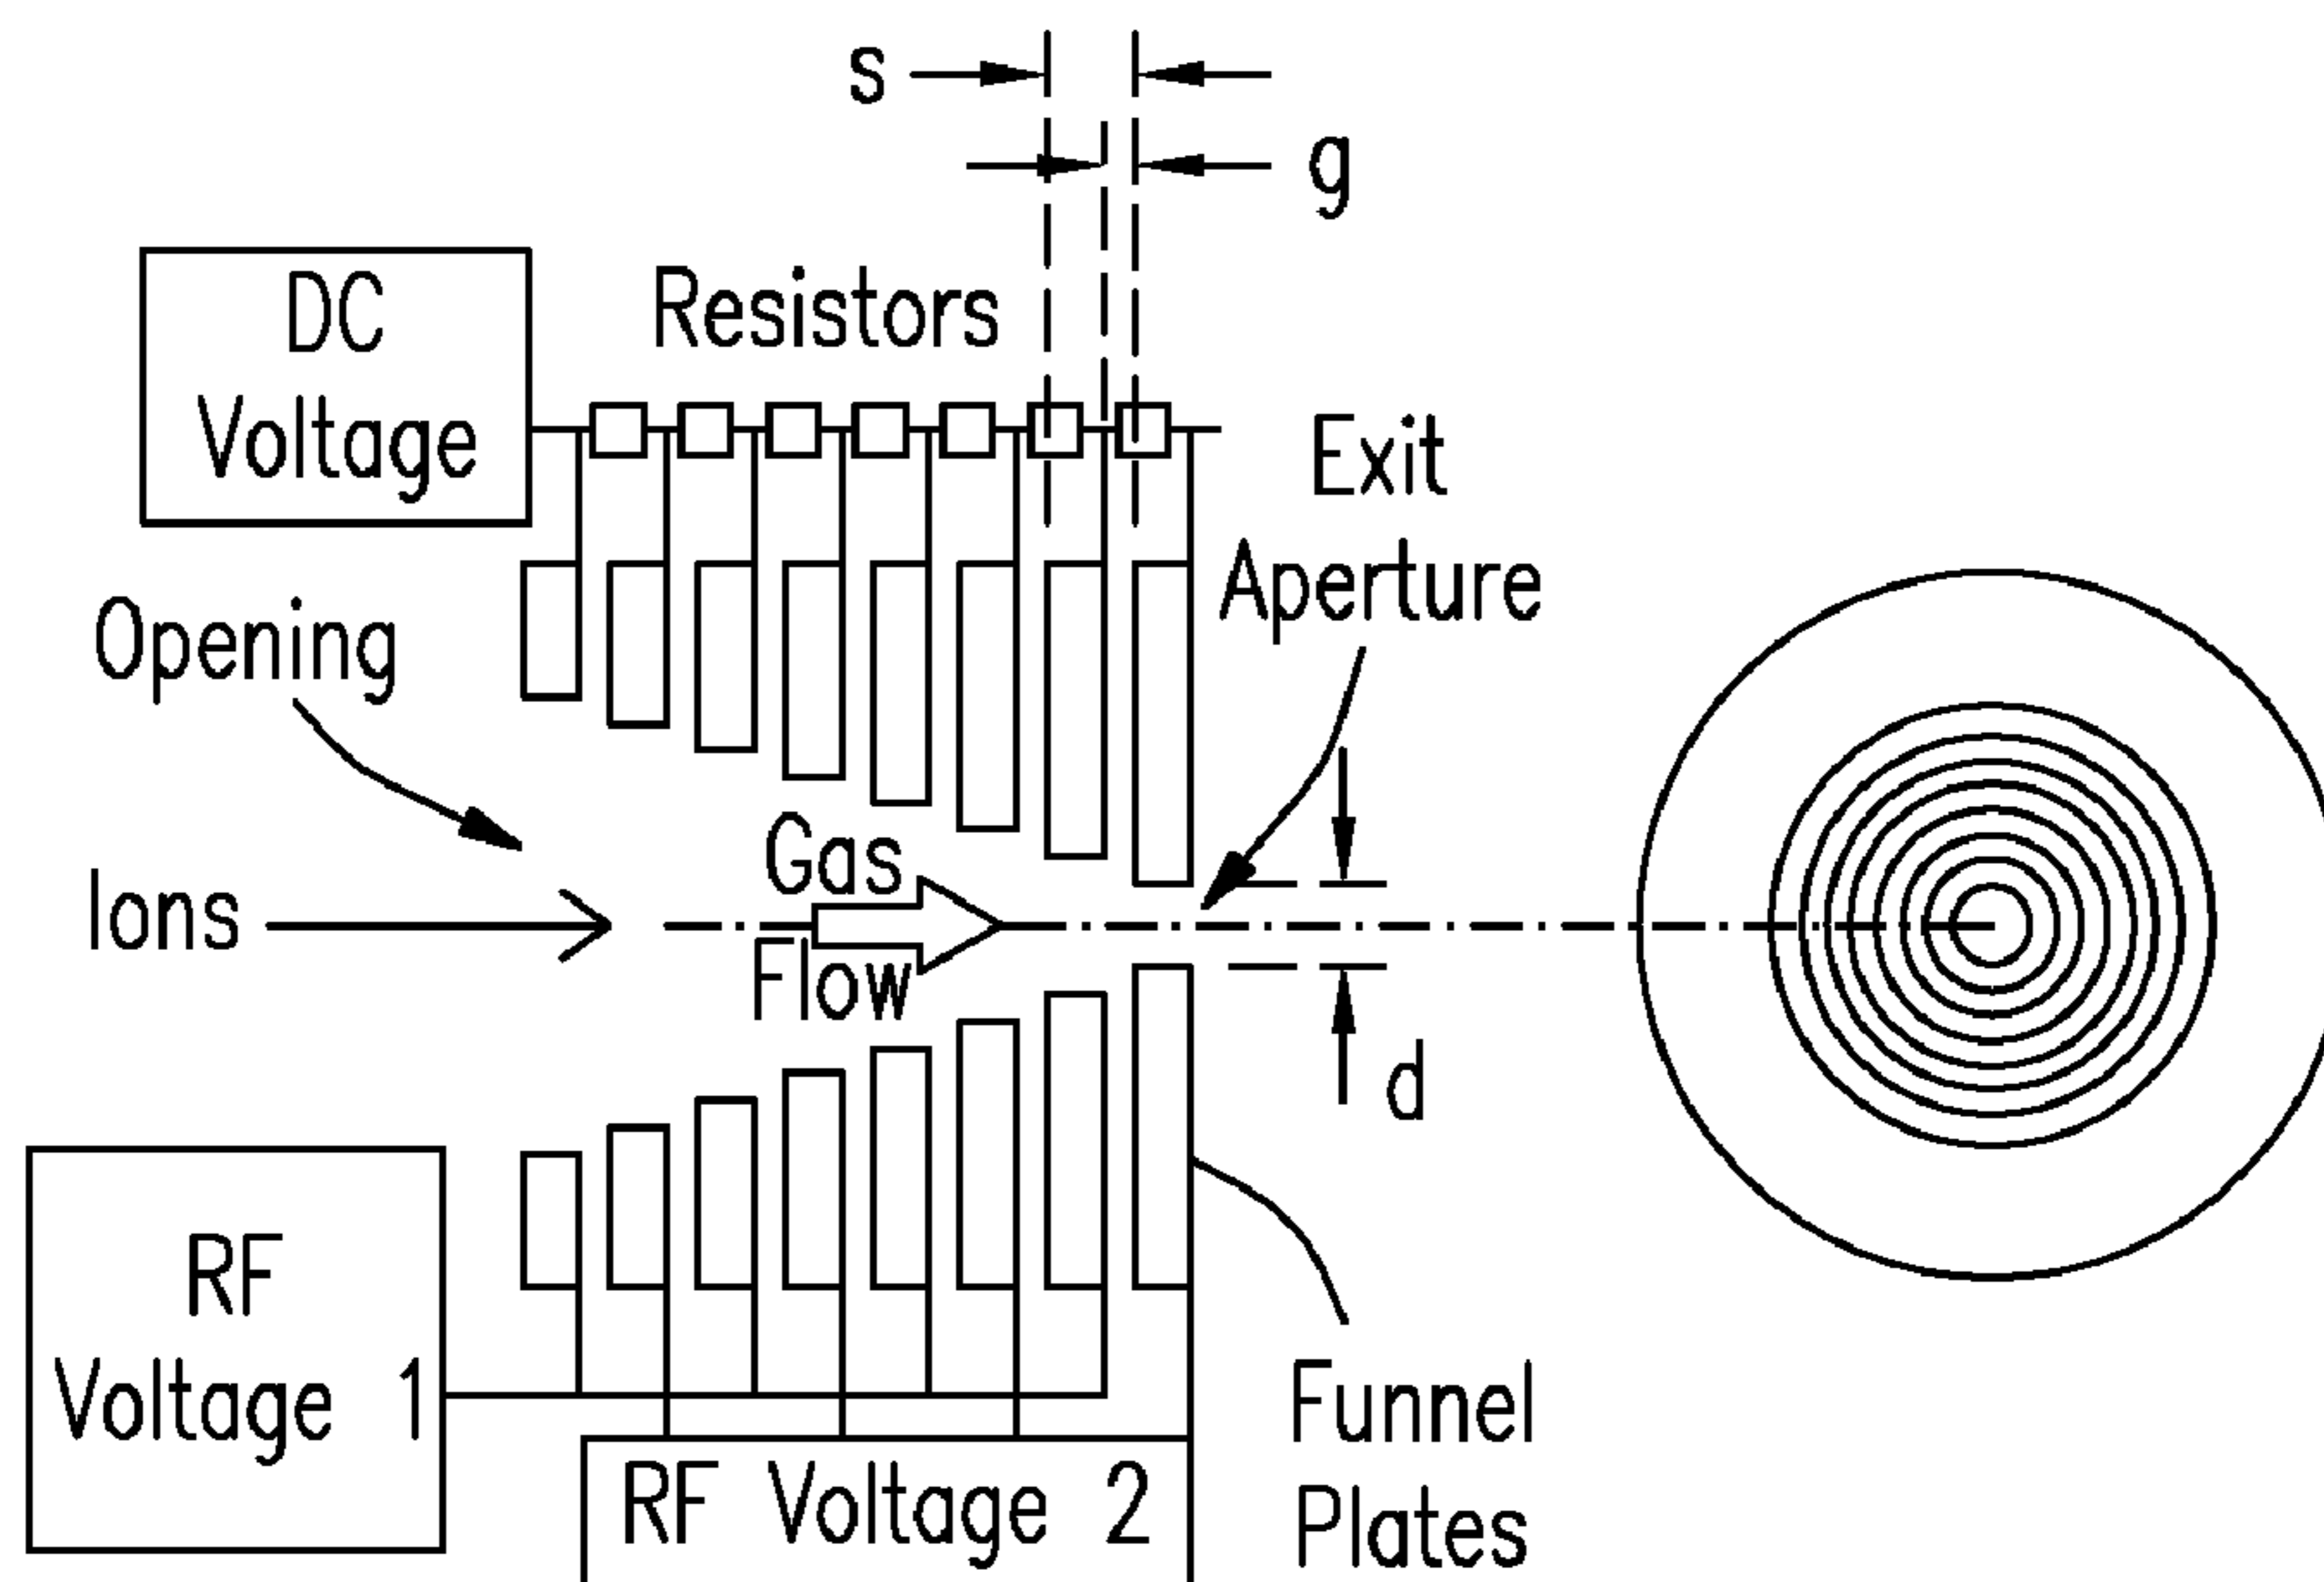 s
g
DC
Voltage
Resistors
Exit
Aperture
Opening
Gas
Ions
Flow
d
RF
Voltage 1
RF Voltage 2
Funnel
Plates